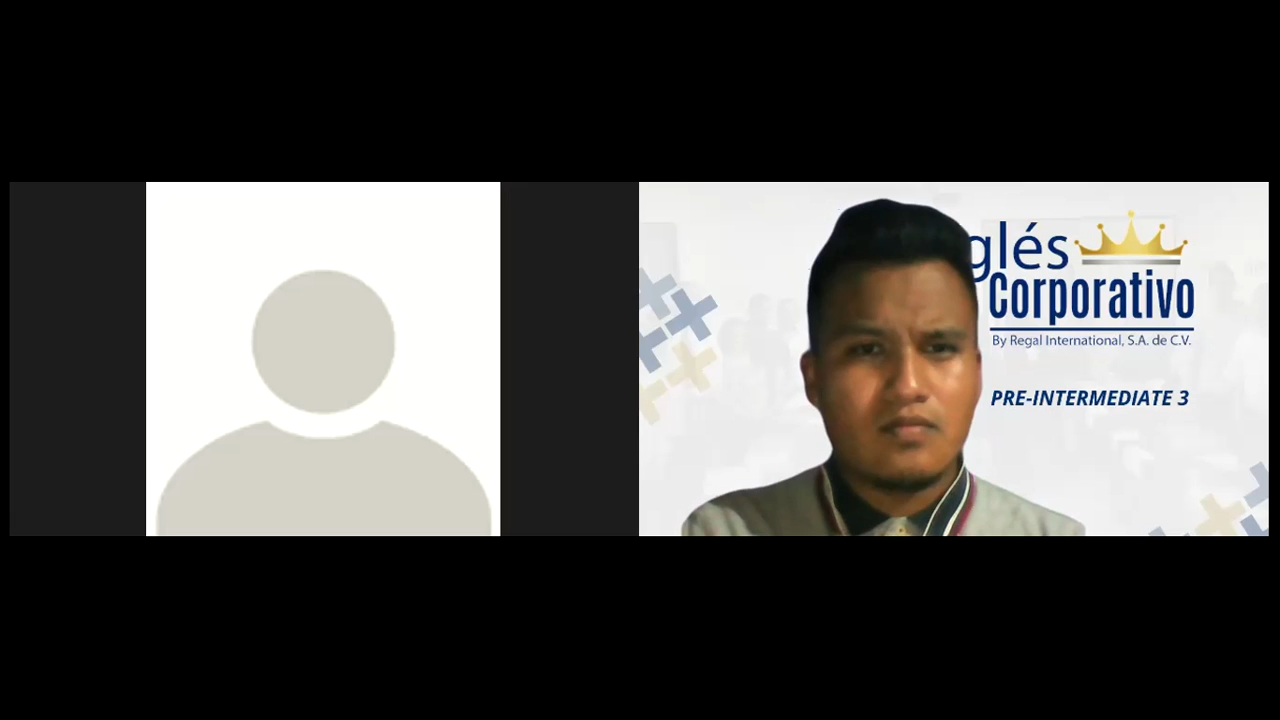 glés
Corporativo
By Regal International, S.A. de C.V.
PRE-INTERMEDIATE 3